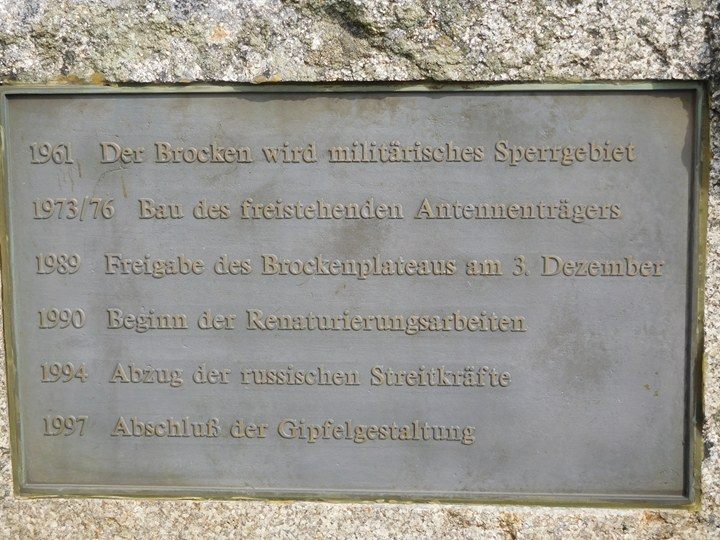 1961 Der Brocken wird militärisches Sperrgebiet
1973/76 Bau des freistehenden Antennenträgers
1989 Freigabe des Brockenplateaus am 3. Dezember
1990 Beginn der Renaturierungsarbeiten
1994 Abzug der russischen Streitkräfte
1997 Abschluß der Gipfelgestaltung